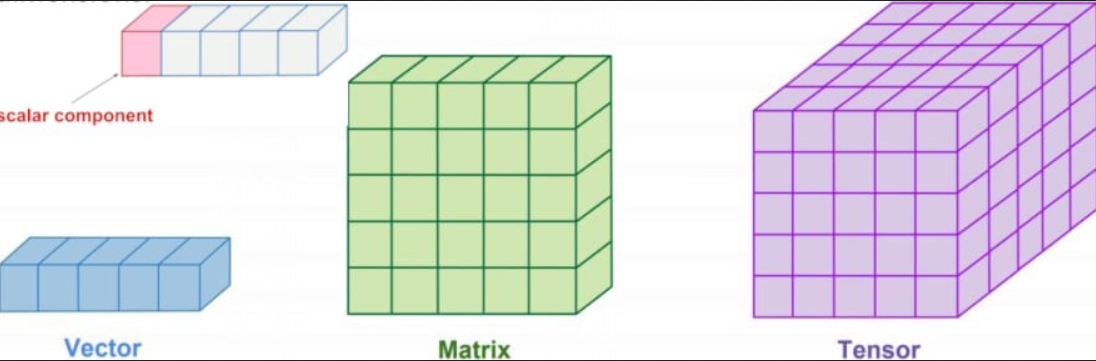 scalar component
Vector
Matrix
Tensor